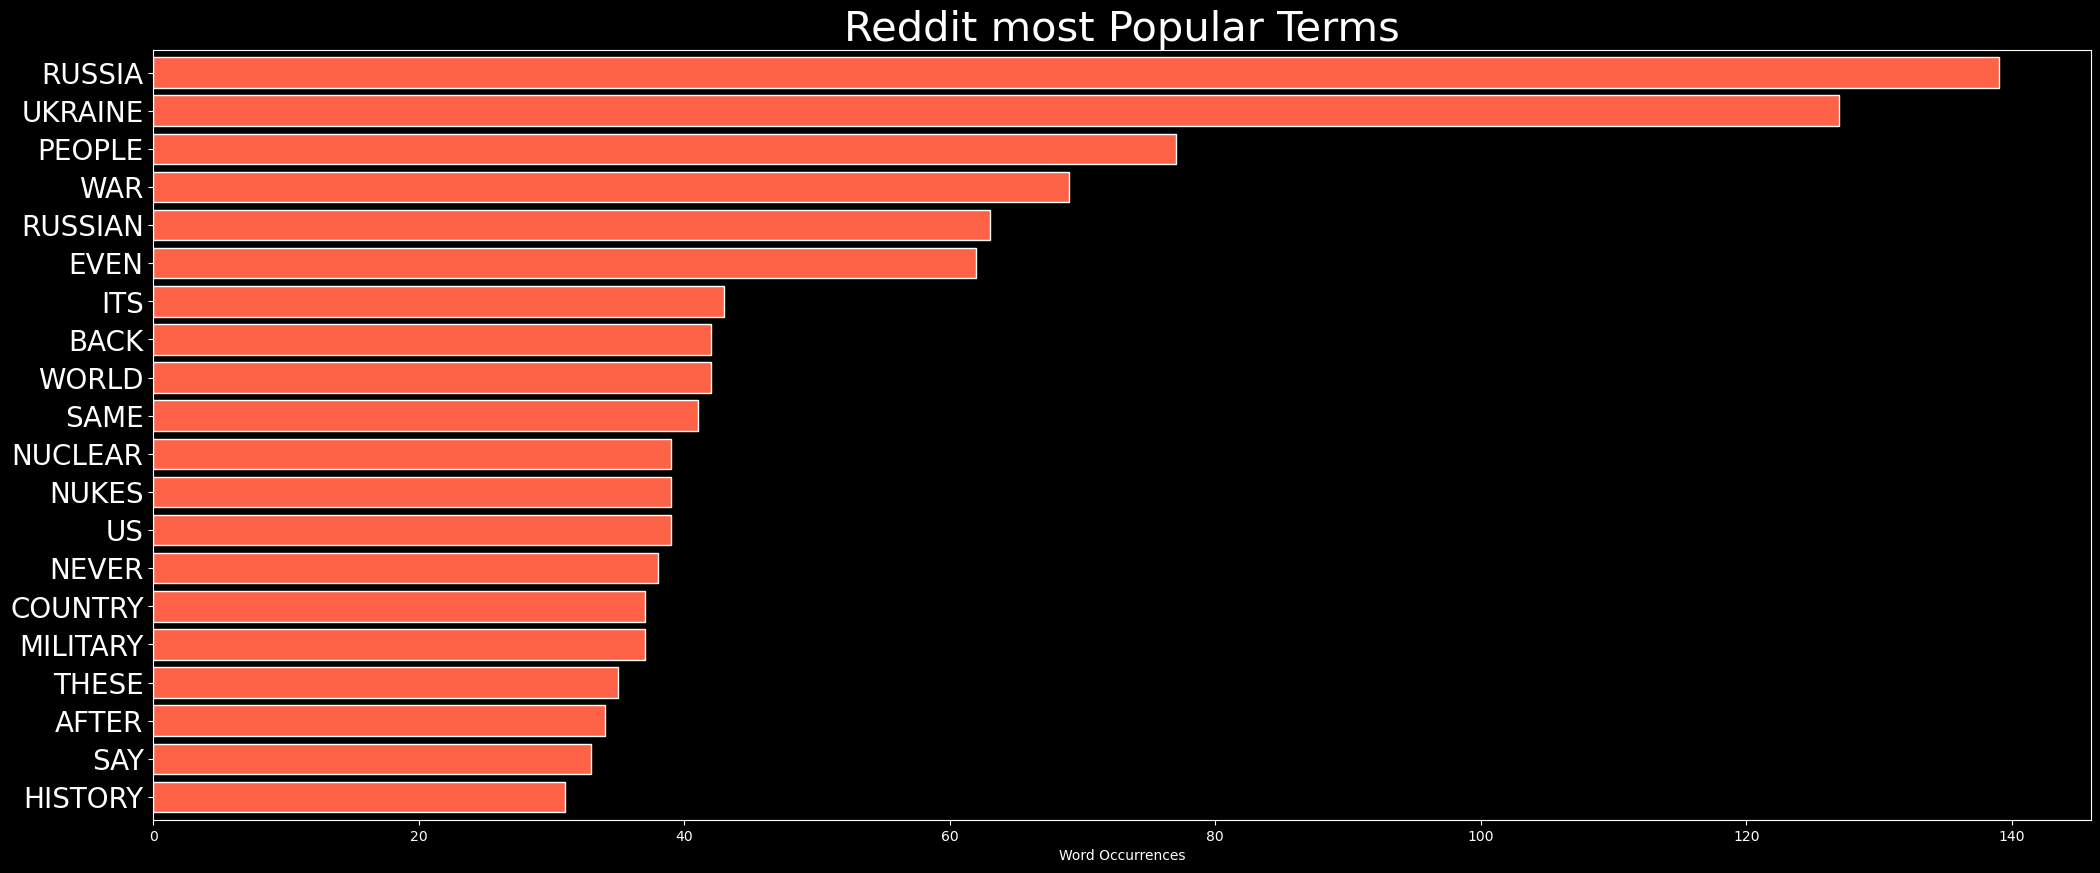 Reddit most Popular Terms
RUSSIA
UKRAINE
PEOPLE
WAR
RUSSIAN
EVEN
ITS
BACK
WORLD
SAME
NUCLEAR
NUKES
US
NEVER
COUNTRY
MILITARY
THESE
AFTER
SAY
HISTORY
0 20 40 60 80 100 120 140
Word Occurrences